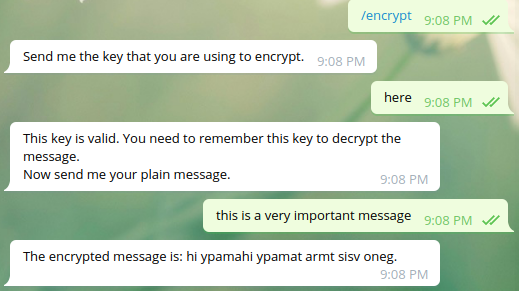 /encrypt 9:08 PM
Send me the key that you are using to encrypt. 9:08 PM
here 9:08 PM
This key is valid. You need to remember this key to decrypt the
message.
Now send me your plain message. 9:08 PM
this is a very important message 9:08 PM
The encrypted message is: hi ypamahi ypamat armt sisv oneg.
9:08 PM